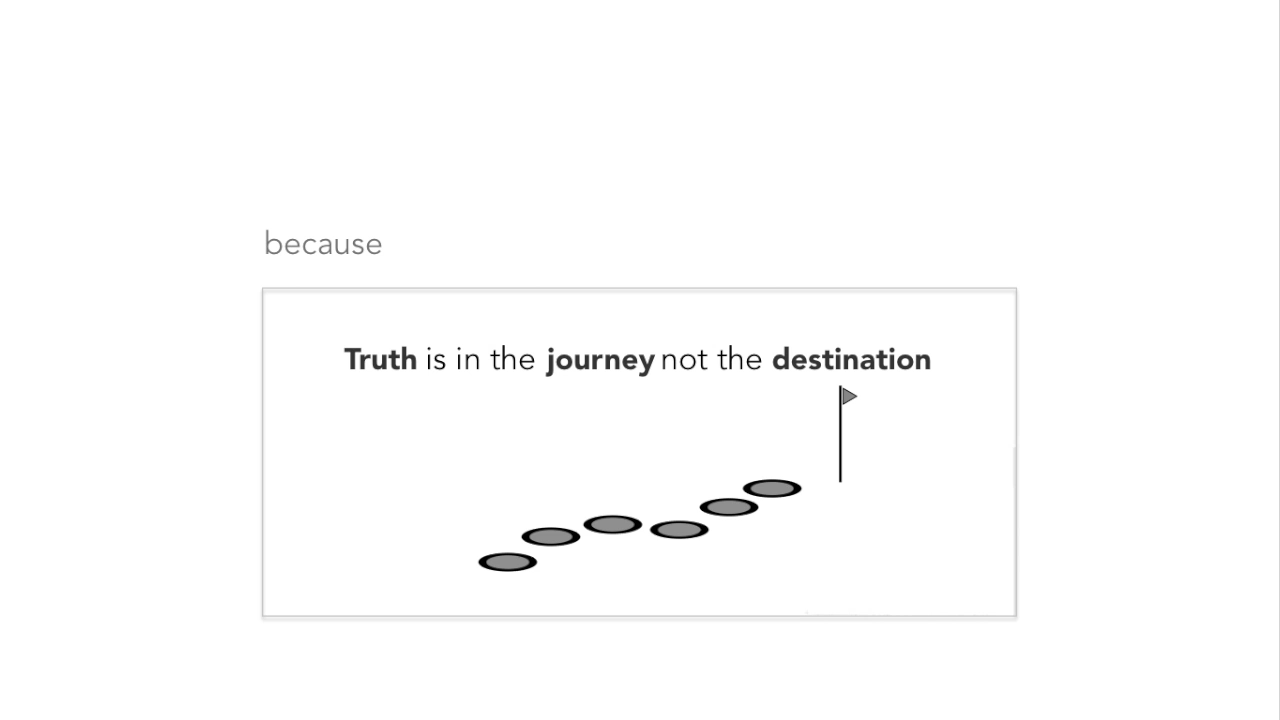 because
Truth is in the journey not the destination